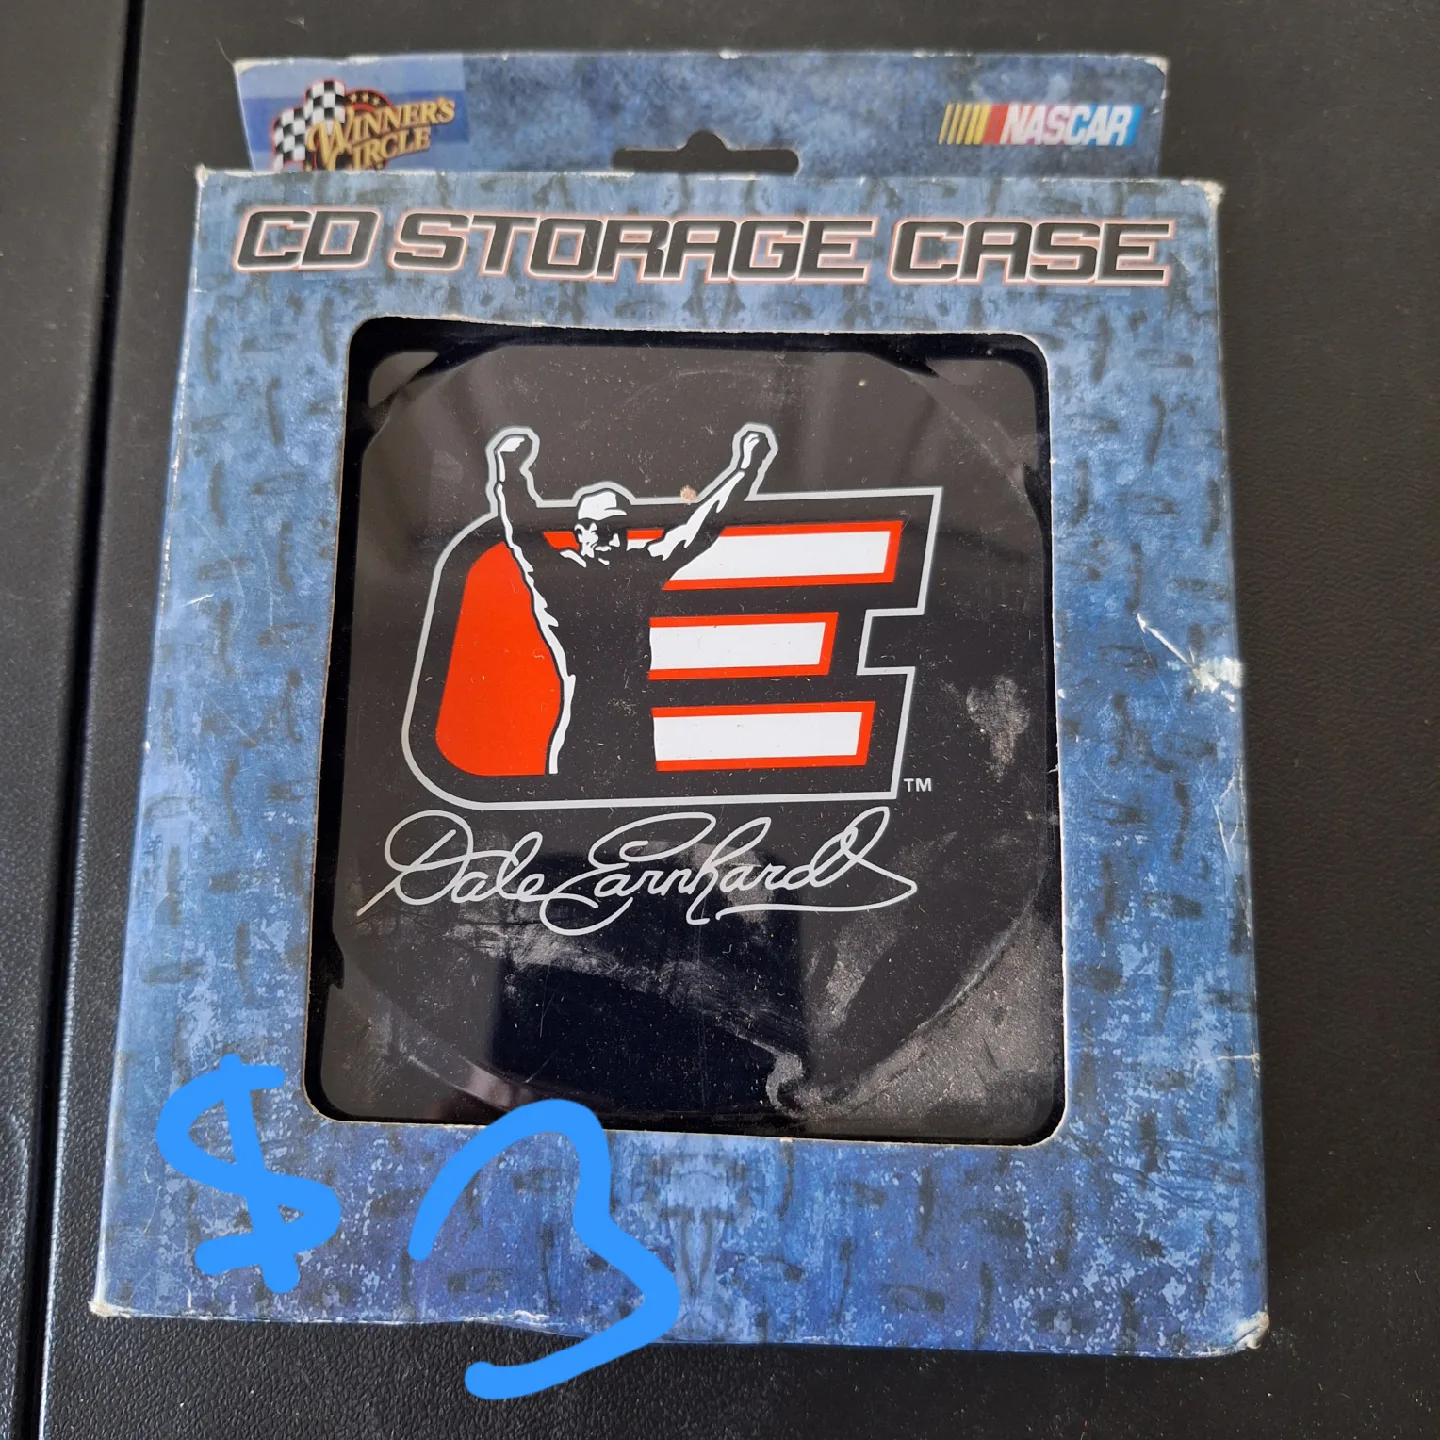 WINNER'S
CIRCLE
NASCAR
CD STORAGE CASE
E
TM
Dale Earnhardt
$3